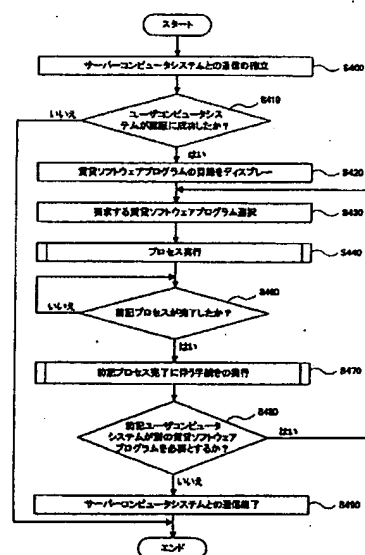 スタート
サーバーコンピュータシステムとの通信の確立
S400
ユーザコンピュータシス
テムが認証に成功したか？
S410
いいえ
はい
賃貸ソフトウェアプログラムの目録をディスプレー
S420
要求する賃貸ソフトウェアプログラム選択
S430
プロセス実行
S440
前記プロセスが完了したか？
S460
いいえ
はい
前記プロセス完了に伴う手続きの実行
S470
前記ユーザコンピュータ
システムが別の賃貸ソフトウェア
プログラムを必要とするか？
S480
はい
いいえ
サーバーコンピュータシステムとの通信終了
S490
エンド